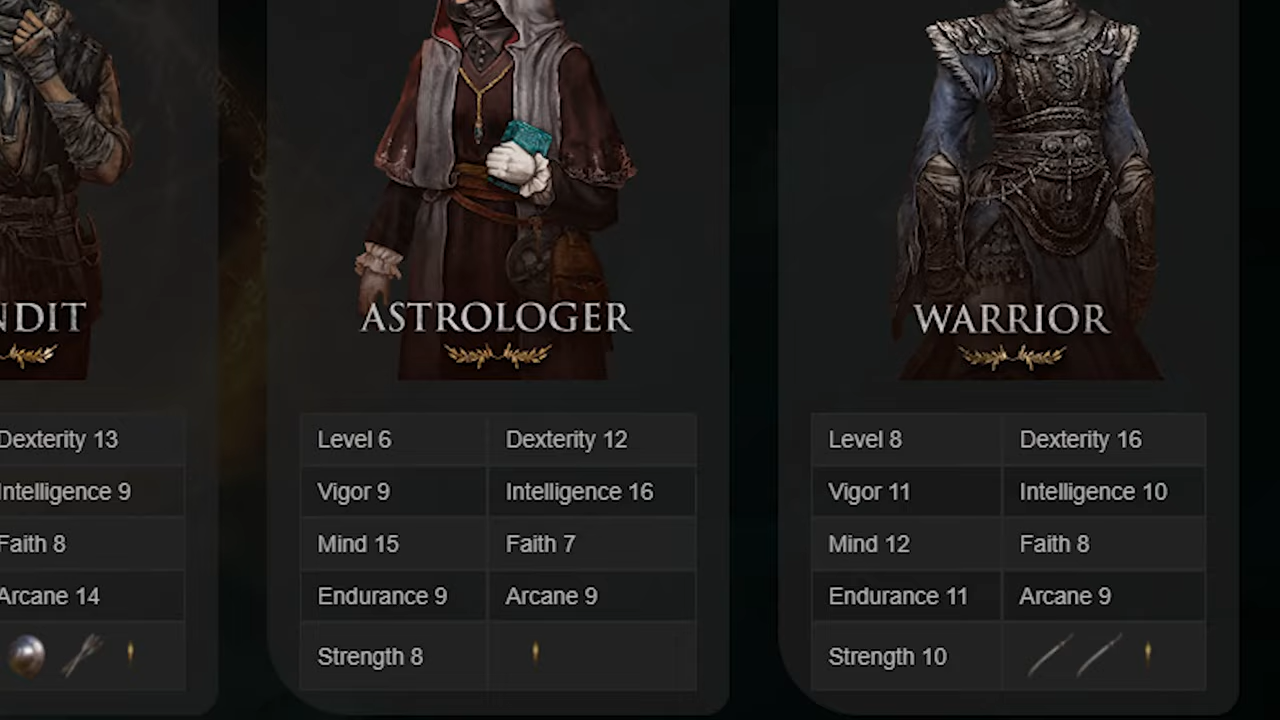 NDIT
Dexterity 13
Intelligence 9
Faith 8
Arcane 14
ASTROLOGER
Level 6 Dexterity 12
Vigor 9 Intelligence 16
Mind 15 Faith 7
Endurance 9 Arcane 9
Strength 8
WARRIOR
Level 8 Dexterity 16
Vigor 11 Intelligence 10
Mind 12 Faith 8
Endurance 11 Arcane 9
Strength 10